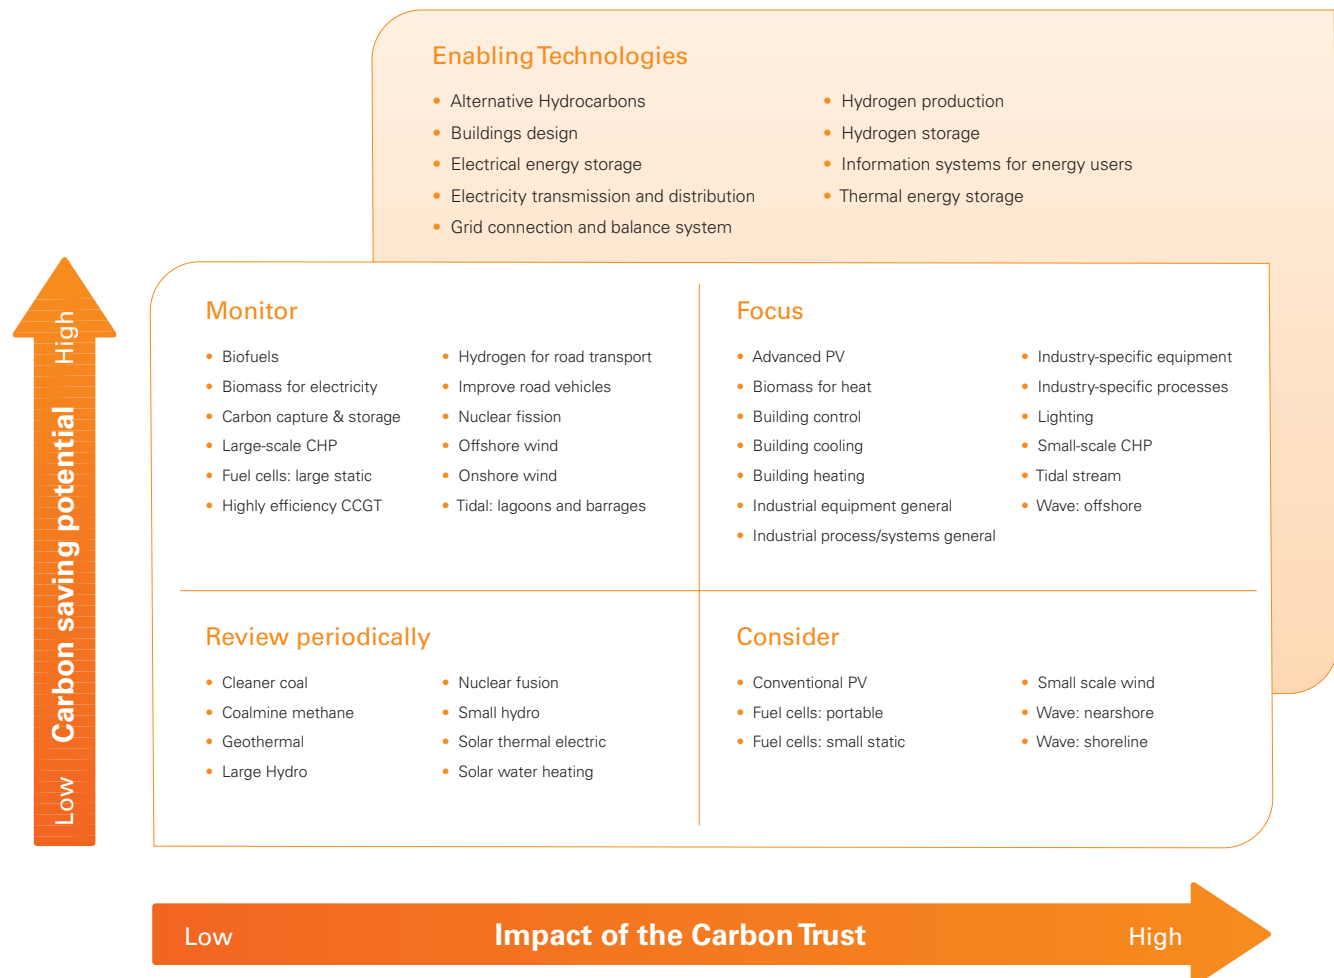 Enabling Technologies
• Alternative Hydrocarbons
• Buildings design
• Electrical energy storage
• Electricity transmission and distribution
• Grid connection and balance system
• Hydrogen production
• Hydrogen storage
• Information systems for energy users
• Thermal energy storage
Monitor
• Biofuels
• Biomass for electricity
• Carbon capture & storage
• Large-scale CHP
• Fuel cells: large static
• Highly efficiency CCGT
• Hydrogen for road transport
• Improve road vehicles
• Nuclear fission
• Offshore wind
• Onshore wind
• Tidal: lagoons and barrages
Focus
• Advanced PV
• Biomass for heat
• Building control
• Building cooling
• Building heating
• Industrial equipment general
• Industrial process/systems general
• Industry-specific equipment
• Industry-specific processes
• Lighting
• Small-scale CHP
• Tidal stream
• Wave: offshore
Review periodically
• Cleaner coal
• Coalmine methane
• Geothermal
• Large Hydro
• Nuclear fusion
• Small hydro
• Solar thermal electric
• Solar water heating
Consider
• Conventional PV
• Fuel cells: portable
• Fuel cells: small static
• Small scale wind
• Wave: nearshore
• Wave: shoreline
Low Carbon saving potential High
Low Impact of the Carbon Trust High